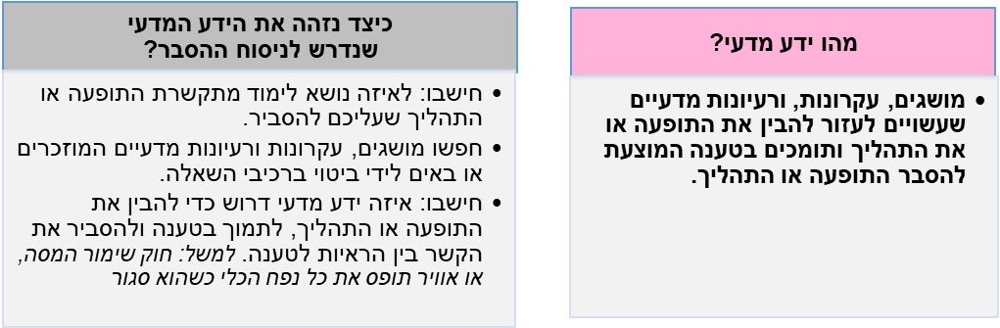 מהו ידע מדעי?
• מושגים, עקרונות, ורעיונות מדעיים
שעשויים לעזור להבין את התופעה או
את התהליך ותומכים בטענה המוצעת
להסבר התופעה או התהליך.
כיצד נזהה את הידע המדעי
שנדרש לניסוח ההסבר?
• חישבו: לאיזה נושא לימוד מתקשרת התופעה או
התהליך שעליכם להסביר.
• חפשו מושגים, עקרונות ורעיונות מדעיים המוזכרים
או באים לידי ביטוי ברכיבי השאלה.
• חישבו: איזה ידע מדעי דרוש כדי להבין את
התופעה או התהליך, לתמוך בטענה ולהסביר את
הקשר בין הראיות לטענה. למשל: חוק שימור המסה,
או אוויר תופס את כל נפח הכלי כשהוא סגור